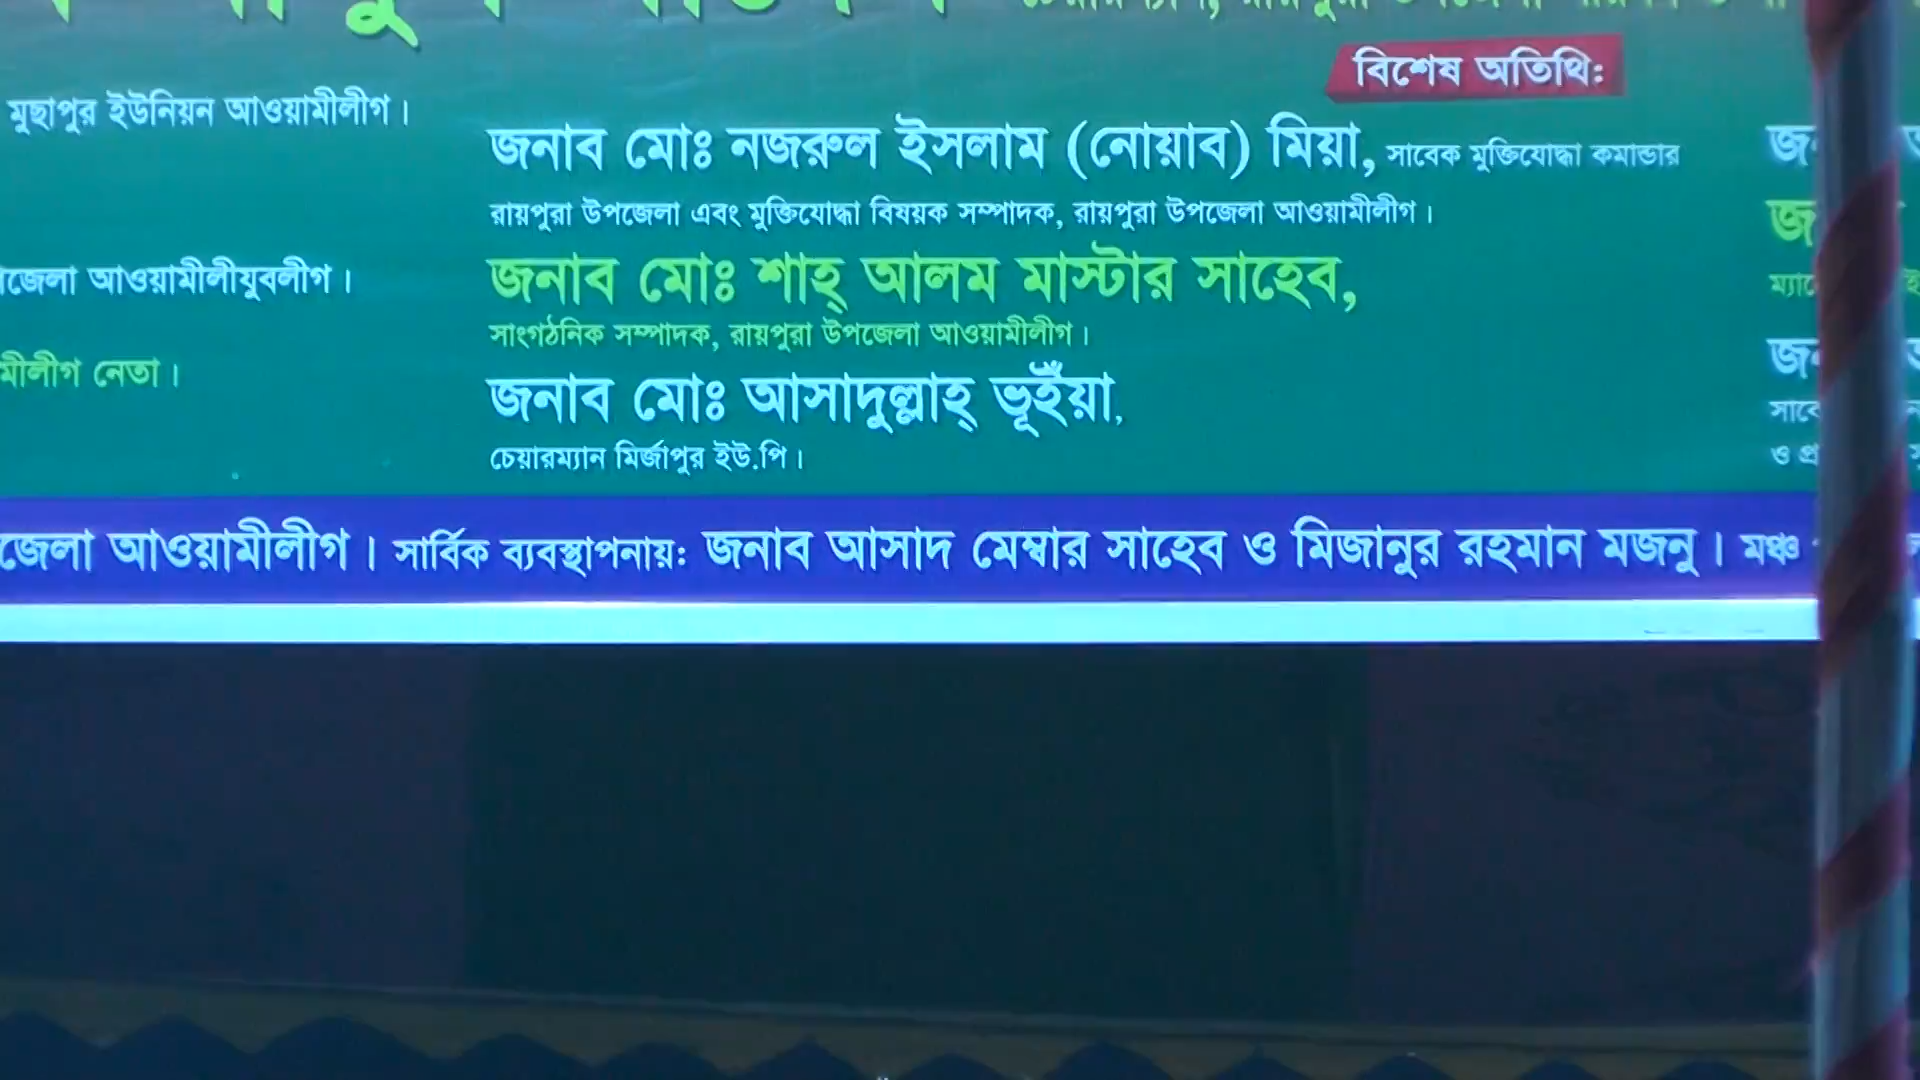 বিশেষ অতিথি:
মুছাপুর ইউনিয়ন আওয়ামীলীগ।
জনাব মোঃ নজরুল ইসলাম (নোয়াব) মিয়া, সাবেক মুক্তিযোদ্ধা কমান্ডার
রায়পুরা উপজেলা এবং মুক্তিযোদ্ধা বিষয়ক সম্পাদক, রায়পুরা উপজেলা আওয়ামীলীগ।
আওয়ামীলীযুবলীগ।
জনাব মোঃ শাহ্ আলম মাস্টার সাহেব,
সাংগঠনিক সম্পাদক, রায়পুরা উপজেলা আওয়ামীলীগ।
নেতা।
জনাব মোঃ আসাদুল্লাহ্ ভূইঁয়া,
চেয়ারম্যান মির্জাপুর ইউ.পি।
আওয়ামীলীগ। সার্বিক ব্যবস্থাপনায়: জনাব আসাদ মেম্বার সাহেব ও মিজানুর রহমান মজনু। মঞ্চ